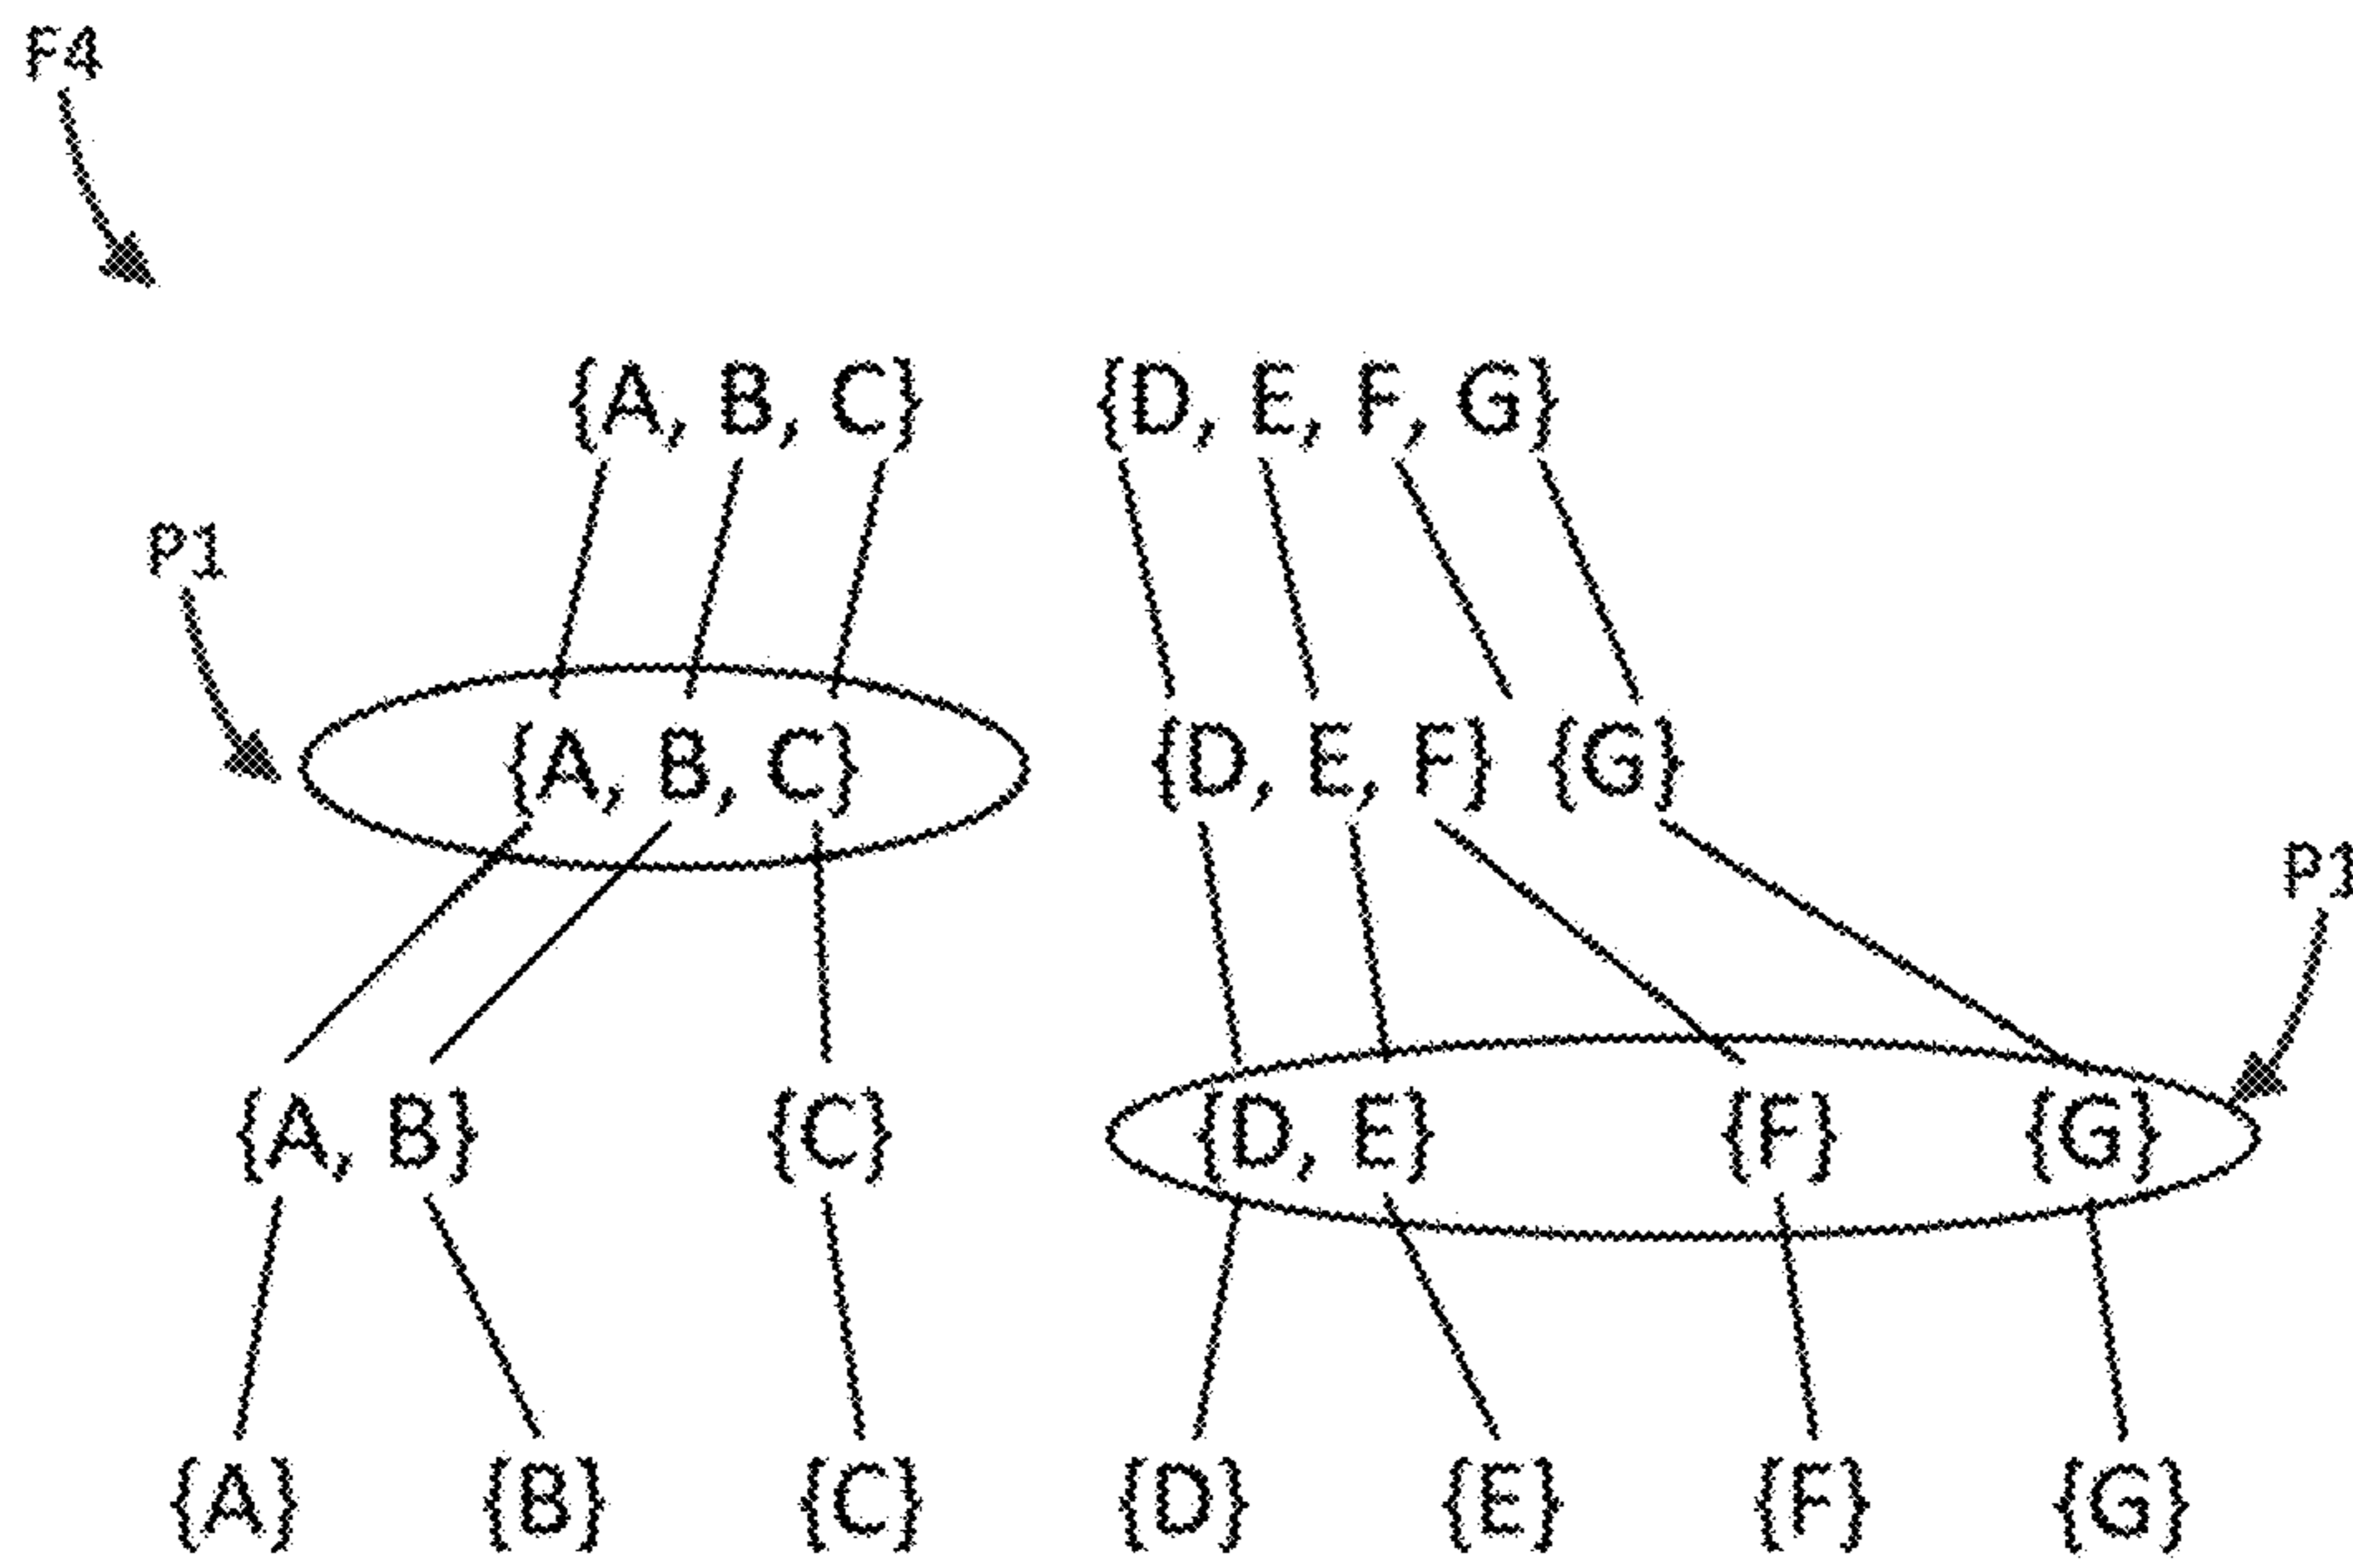 F4
{A, B, C} {D, E, F, G}
P1
{A, B, C} {D, E, F} {G}
{A, B} {C} {D, E} {F} {G}
{A} {B} {C} {D} {E} {F} {G}